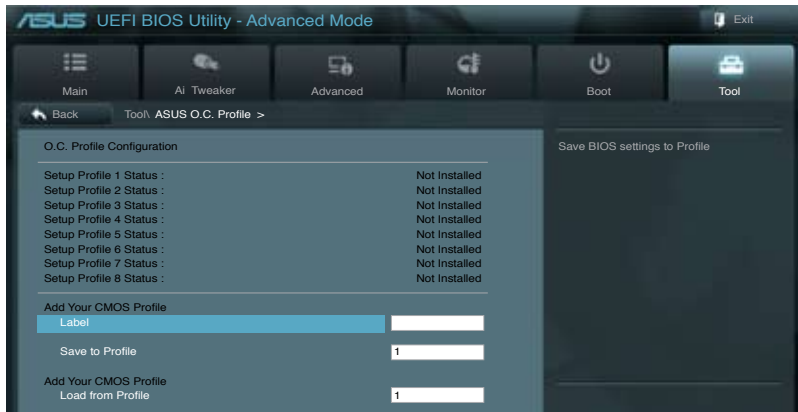 ASUS UEFI BIOS Utility - Advanced Mode
Exit
Main
Ai Tweaker
Advanced
Monitor
Boot
Tool
Back
Tool\ ASUS O.C. Profile >
O.C. Profile Configuration
Save BIOS settings to Profile
Setup Profile 1 Status : Not Installed
Setup Profile 2 Status : Not Installed
Setup Profile 3 Status : Not Installed
Setup Profile 4 Status : Not Installed
Setup Profile 5 Status : Not Installed
Setup Profile 6 Status : Not Installed
Setup Profile 7 Status : Not Installed
Setup Profile 8 Status : Not Installed
Add Your CMOS Profile
Label
Save to Profile 1
Add Your CMOS Profile
Load from Profile 1